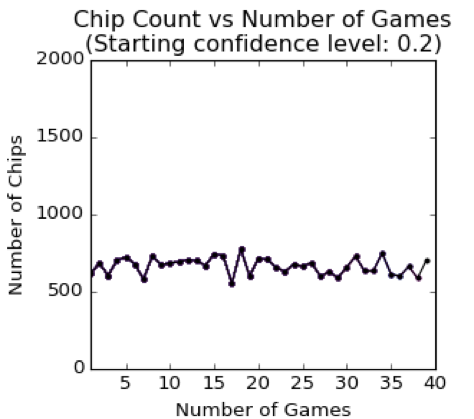 Chip Count vs Number of Games
(Starting confidence level: 0.2)
2000
1500
1000
500
0
Number of Chips
5 10 15 20 25 30 35 40
Number of Games